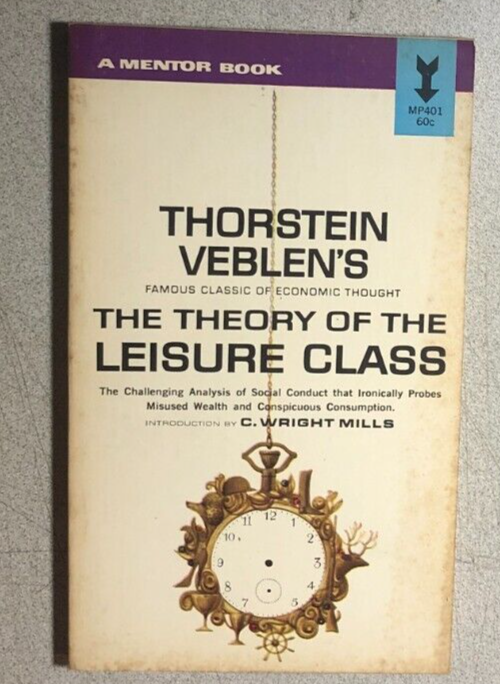 A MENTOR BOOK
MP401
60c
THORSTEIN
VEBLEN'S
FAMOUS CLASSIC OF ECONOMIC THOUGHT
THE THEORY OF THE
LEISURE CLASS
The Challenging Analysis of Social Conduct that Ironically Probes
Misused Wealth and Conspicuous Consumption.
INTRODUCTION BY C. WRIGHT MILLS
11 12 1
10 2
9 3
8 4
7 5